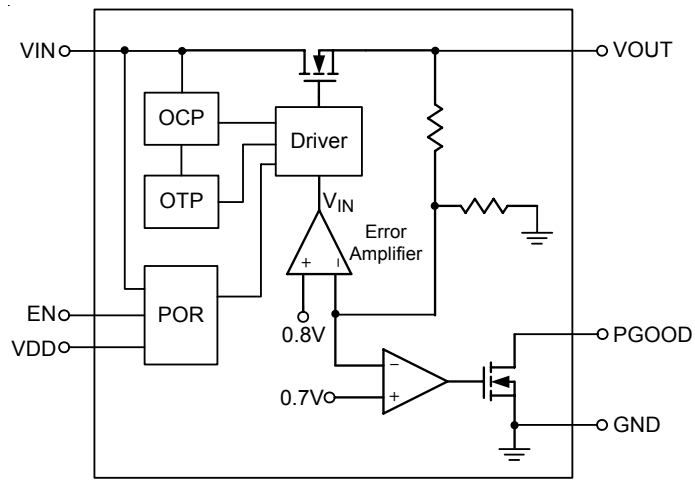 VIN
VOUT
OCP
Driver
OTP
VIN
Error
Amplifier
+
−
EN
POR
VDD
0.8V
PGOOD
−
0.7V
+
GND